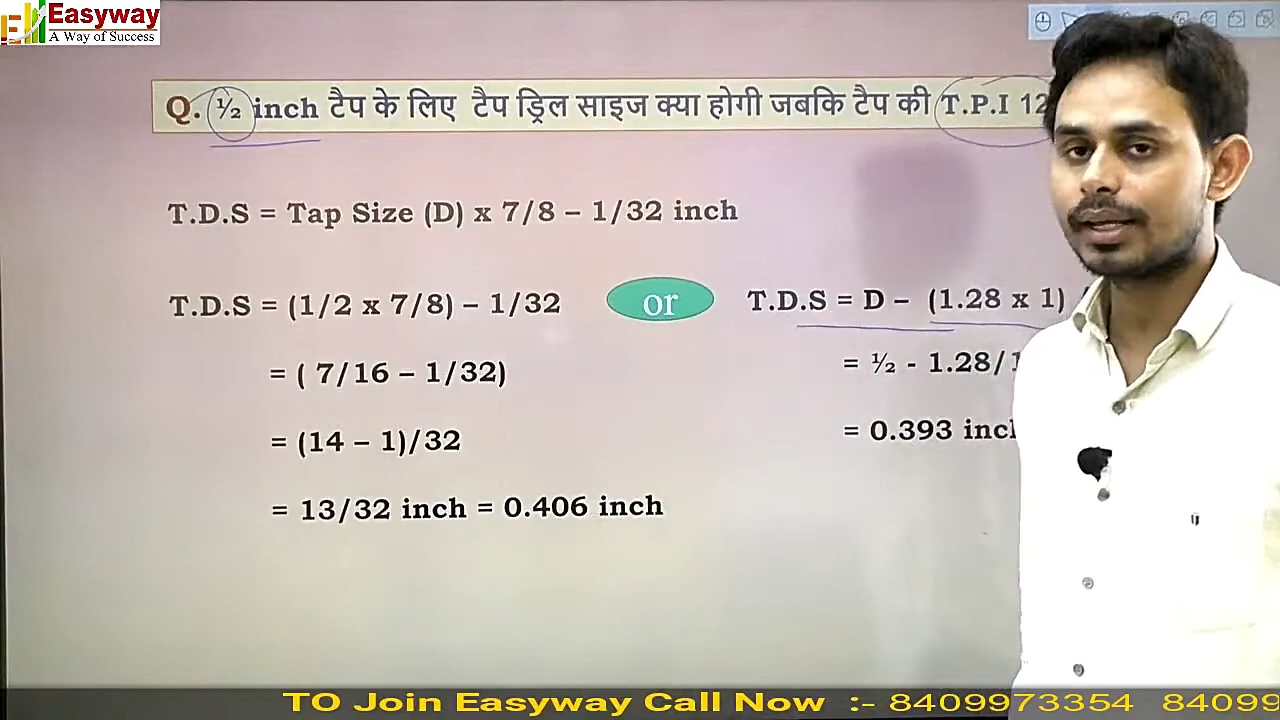 Easyway
A Way of Success
Q. ½ inch टैप के लिए टैप ड्रिल साइज क्या होगी जबकि टैप की T.P.I 12
T.D.S = Tap Size (D) x 7/8 – 1/32 inch
T.D.S = (1/2 x 7/8) – 1/32
or
T.D.S = D – (1.28 x 1) /
= ( 7/16 – 1/32)
= ½ - 1.28/
= (14 – 1)/32
= 0.393
= 13/32 inch = 0.406 inch
TO Join Easyway Call Now :- 8409973354 8409